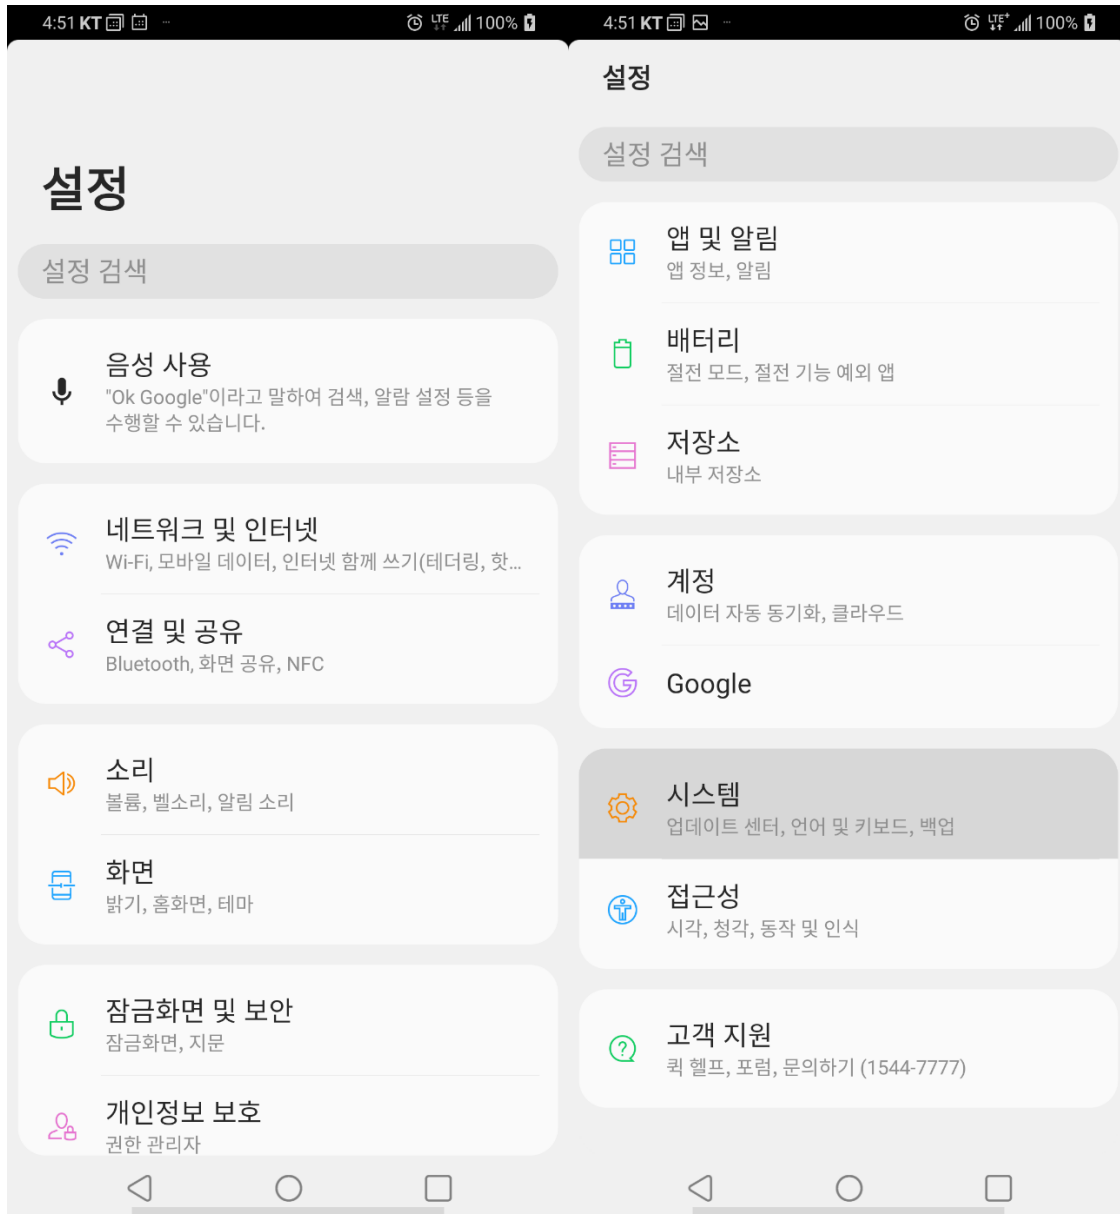 4:51 KT ··· LTE 100%
설정
설정 검색
음성 사용
"Ok Google"이라고 말하여 검색, 알람 설정 등을
수행할 수 있습니다.
네트워크 및 인터넷
Wi-Fi, 모바일 데이터, 인터넷 함께 쓰기(테더링, 핫...
연결 및 공유
Bluetooth, 화면 공유, NFC
소리
볼륨, 벨소리, 알림 소리
화면
밝기, 홈화면, 테마
잠금화면 및 보안
잠금화면, 지문
개인정보 보호
권한 관리자
4:51 KT ··· LTE+ 100%
설정
설정 검색
앱 및 알림
앱 정보, 알림
배터리
절전 모드, 절전 기능 예외 앱
저장소
내부 저장소
계정
데이터 자동 동기화, 클라우드
Google
시스템
업데이트 센터, 언어 및 키보드, 백업
접근성
시각, 청각, 동작 및 인식
고객 지원
퀵 헬프, 포럼, 문의하기 (1544-7777)